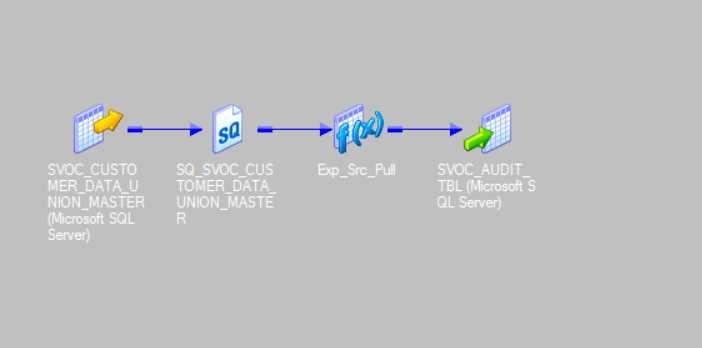 SQ
f(x)
SVOC_CUSTO
MER_DATA_U
NION_MASTER
(Microsoft SQL
Server)
SQ_SVOC_CUS
TOMER_DATA_
UNION_MASTE
R
Exp_Src_Pull
SVOC_AUDIT_
TBL (Microsoft S
QL Server)